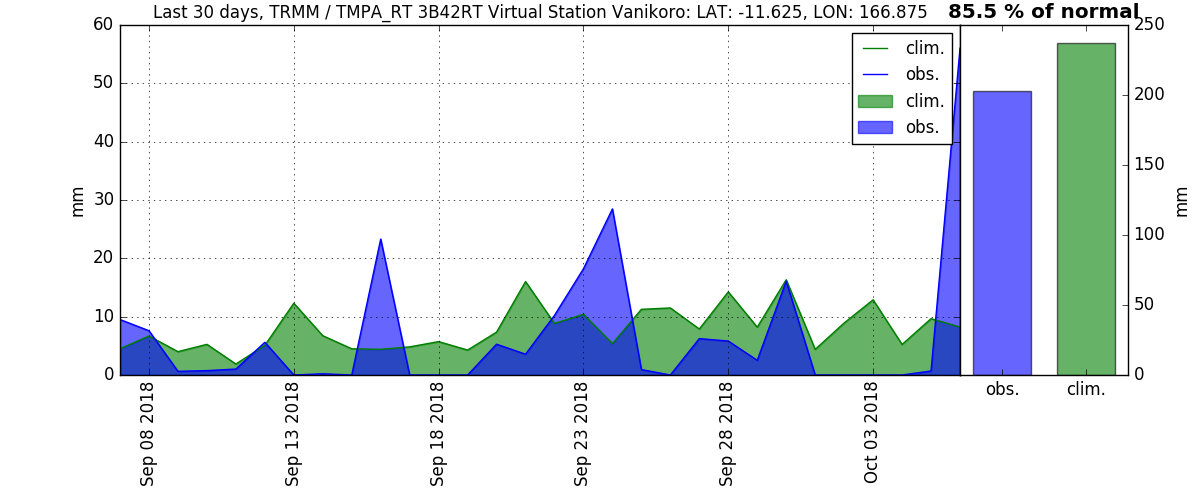 Last 30 days, TRMM / TMPA_RT 3B42RT Virtual Station Vanikoro: LAT: -11.625, LON: 166.875
85.5 % of normal
60
50
40
30
20
10
0
mm
clim.
obs.
clim.
obs.
Sep 08 2018
Sep 13 2018
Sep 18 2018
Sep 23 2018
Sep 28 2018
Oct 03 2018
250
200
150
100
50
0
mm
obs.
clim.